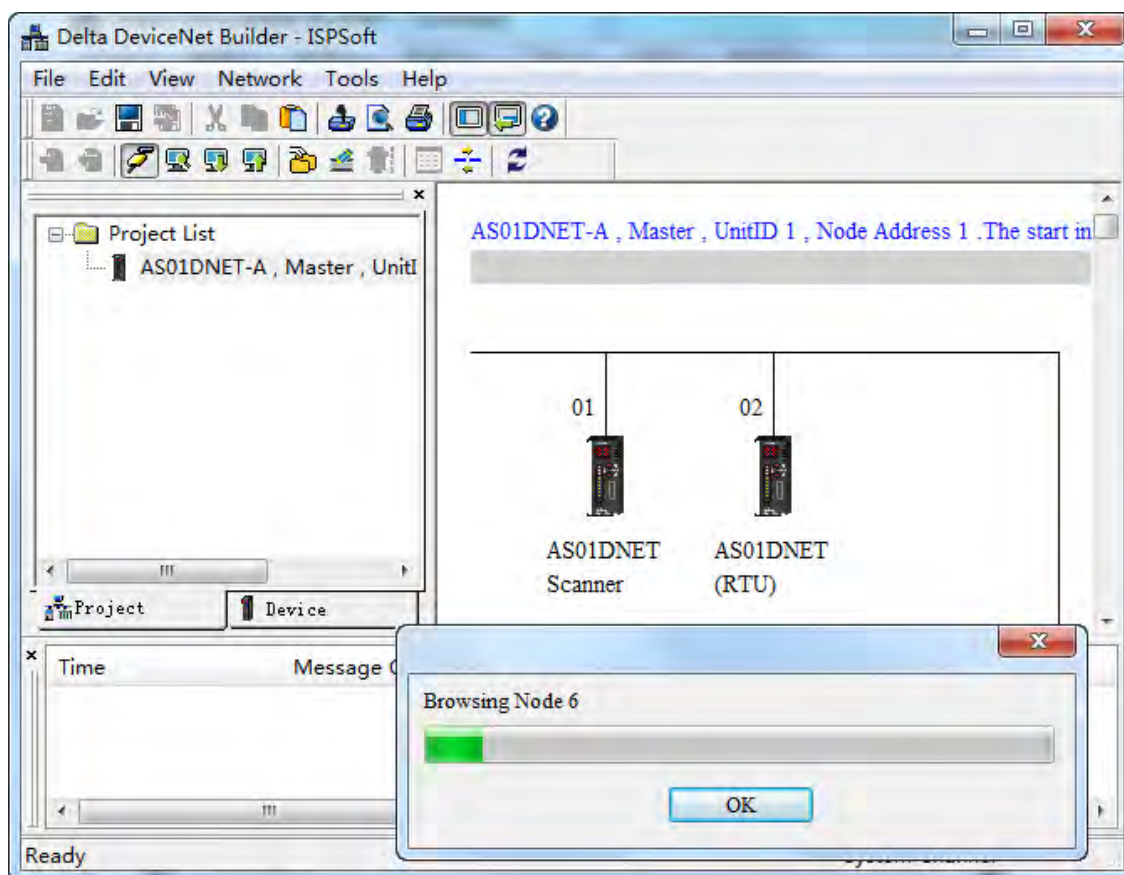 Delta DeviceNet Builder - ISPSoft
File Edit View Network Tools Help
Project List
AS01DNET-A , Master , UnitI
Project
Device
AS01DNET-A , Master , UnitID 1 , Node Address 1 .The start in
01
02
AS01DNET
Scanner
AS01DNET
(RTU)
Time
Message
Browsing Node 6
OK
Ready